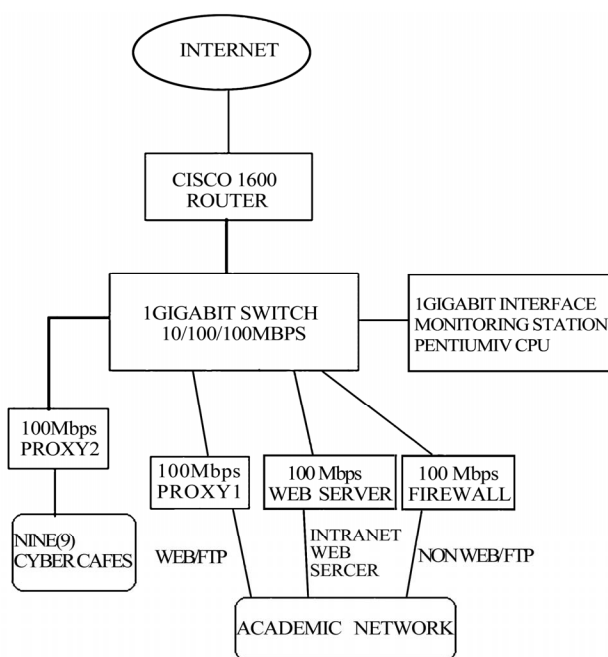 INTERNET
CISCO 1600
ROUTER
1GIGABIT SWITCH
10/100/100MBPS
1GIGABIT INTERFACE
MONITORING STATION
PENTIUMIV CPU
100Mbps
PROXY2
100Mbps
PROXY1
100 Mbps
WEB SERVER
100 Mbps
FIREWALL
NINE(9)
CYBER CAFES
WEB/FTP
INTRANET
WEB
SERCER
NON WEB/FTP
ACADEMIC NETWORK